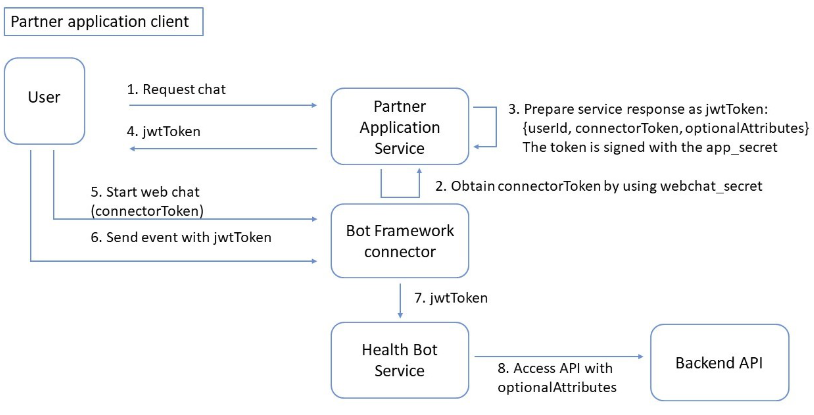 Partner application client
User
1. Request chat
4. jwtToken
Partner
Application
Service
3. Prepare service response as jwtToken:
{userId, connectorToken, optionalAttributes}
The token is signed with the app_secret
2. Obtain connectorToken by using webchat_secret
5. Start web chat
(connectorToken)
6. Send event with jwtToken
Bot Framework
connector
7. jwtToken
Health Bot
Service
8. Access API with
optionalAttributes
Backend API